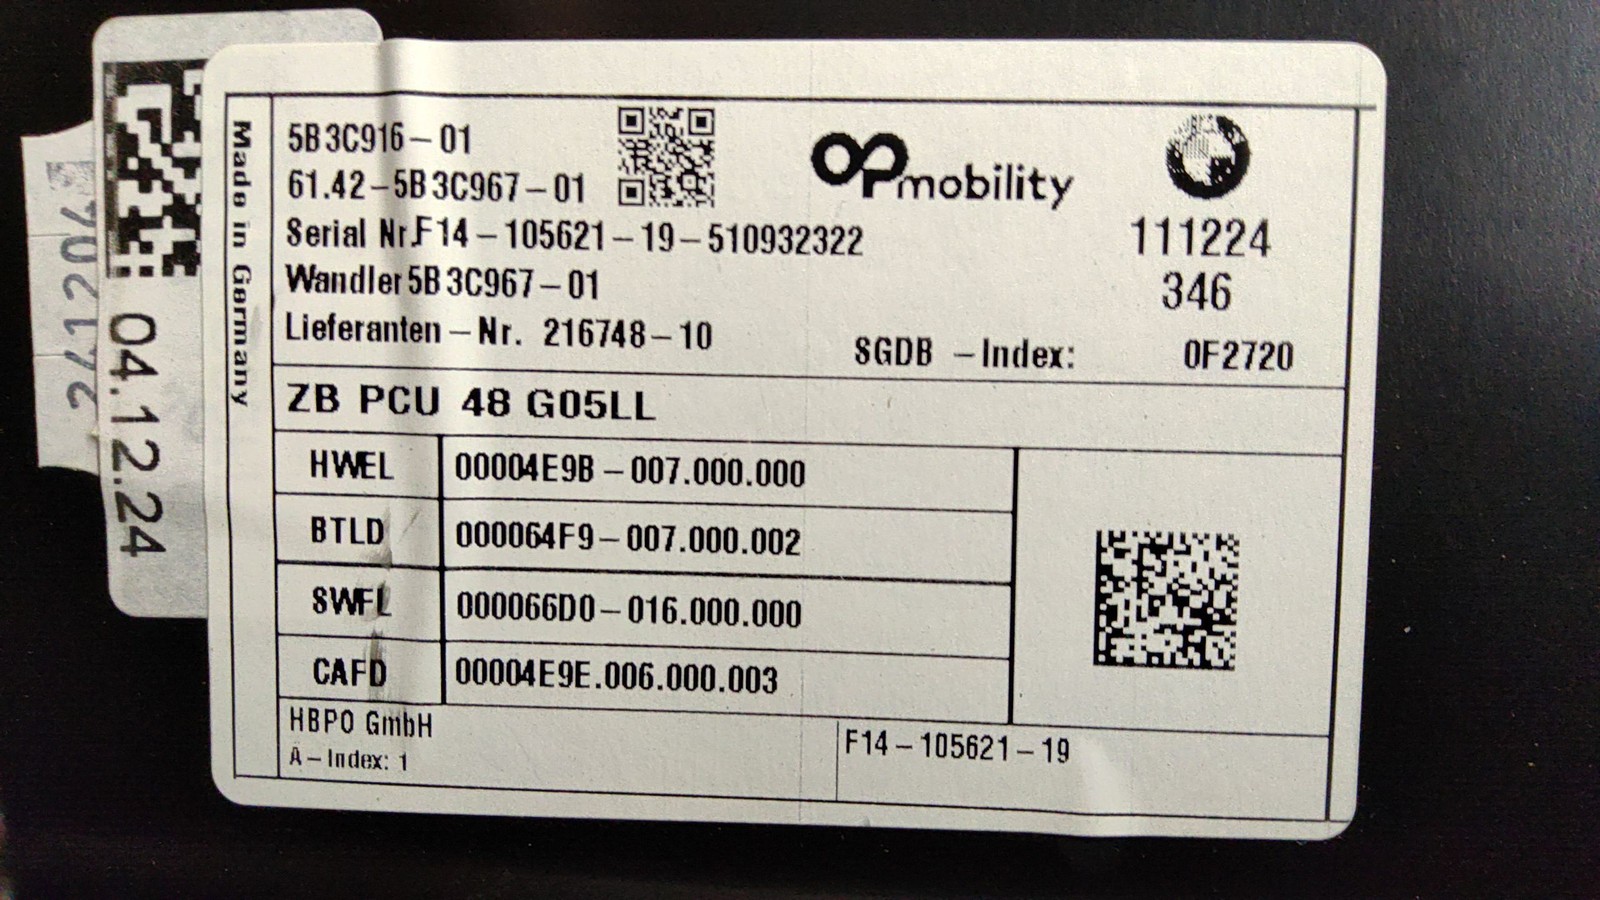 5B3C916-01
61.42-5B3C967-01
Serial Nr.F14-105621-19-510932322
Wandler 5B3C967-01
Lieferanten-Nr. 216748-10
OPmobility
111224
346
SGDB -Index: 0F2720
Made in Germany
ZB PCU 48 G05LL
HWEL 00004E9B-007.000.000
BTLD 000064F9-007.000.002
SWFL 000066D0-016.000.000
CAFD 00004E9E.006.000.003
HBPO GmbH
Ä-Index: 1
F14-105621-19
04.12.24
241204